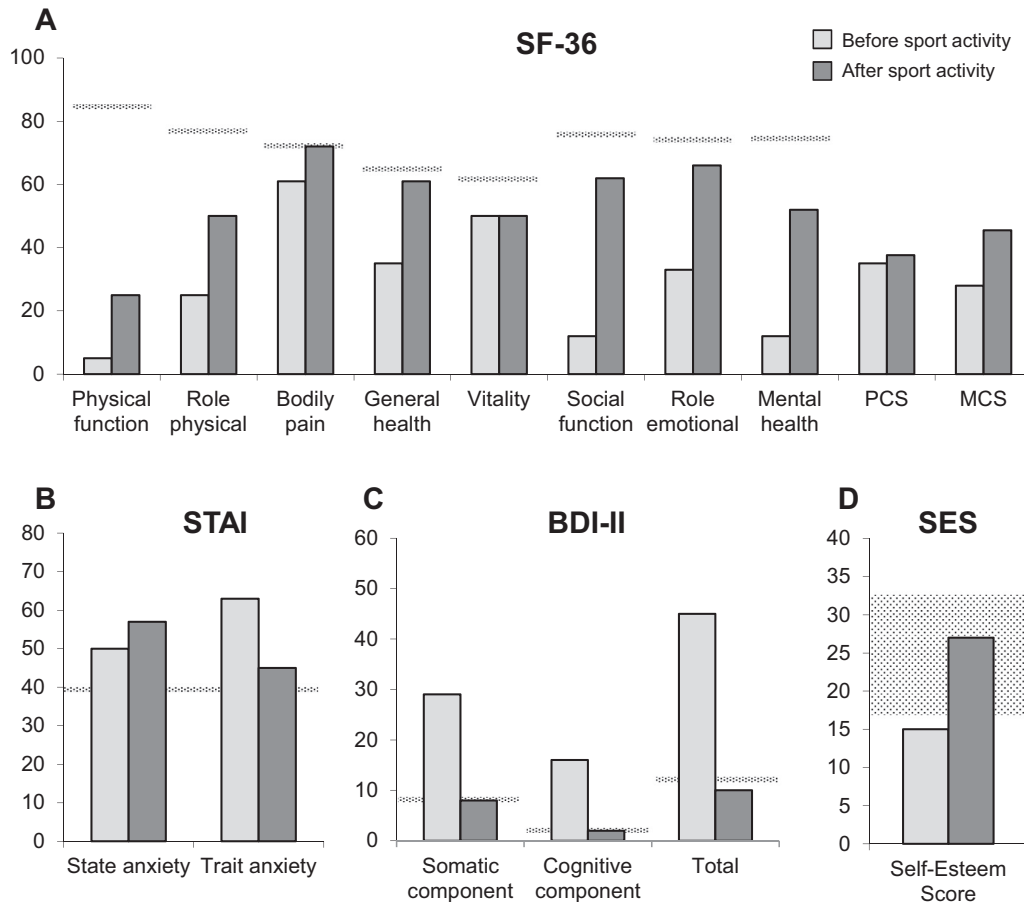 A
SF-36
Before sport activity
After sport activity
100
80
60
40
20
0
Physical function
Role physical
Bodily pain
General health
Vitality
Social function
Role emotional
Mental health
PCS
MCS
B
STAI
80
70
60
50
40
30
20
10
0
State anxiety
Trait anxiety
C
BDI-II
60
50
40
30
20
10
0
Somatic component
Cognitive component
Total
D
SES
40
35
30
25
20
15
10
5
0
Self-Esteem
Score